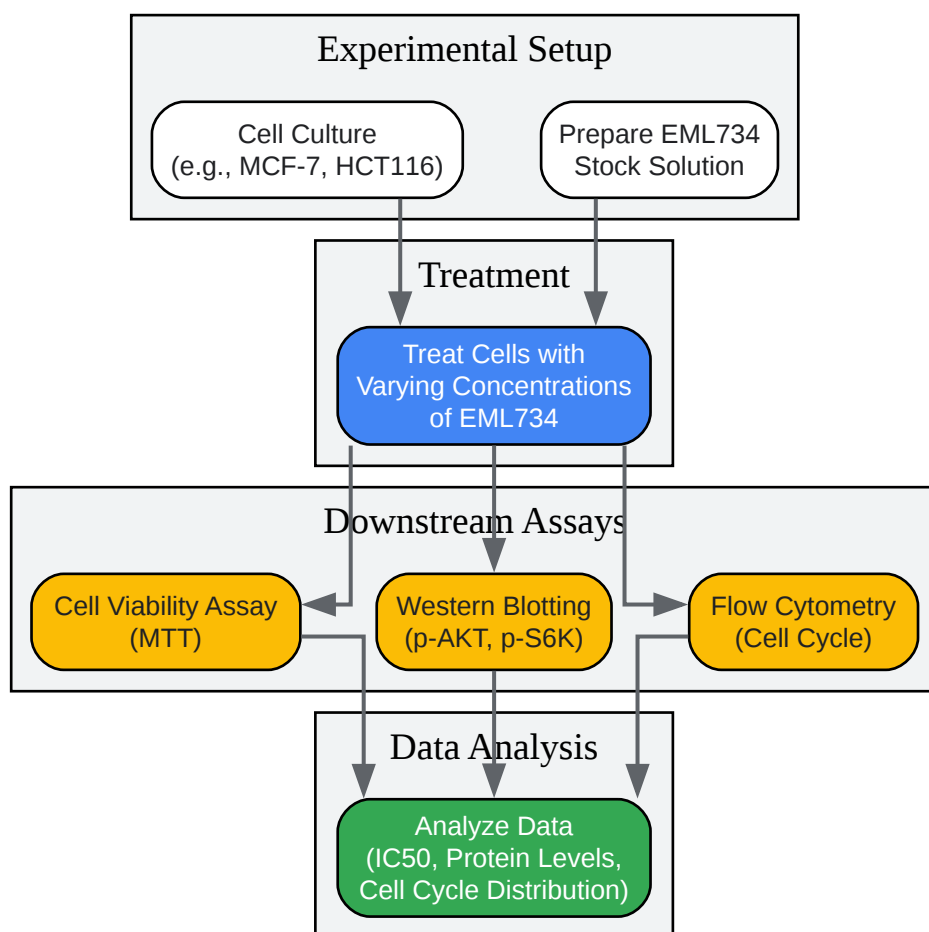 Experimental Setup
Cell Culture
(e.g., MCF-7, HCT116)
Prepare EML734
Stock Solution
Treatment
Treat Cells with
Varying Concentrations
of EML734
Downstream Assays
Cell Viability Assay
(MTT)
Western Blotting
(p-AKT, p-S6K)
Flow Cytometry
(Cell Cycle)
Data Analysis
Analyze Data
(IC50, Protein Levels,
Cell Cycle Distribution)